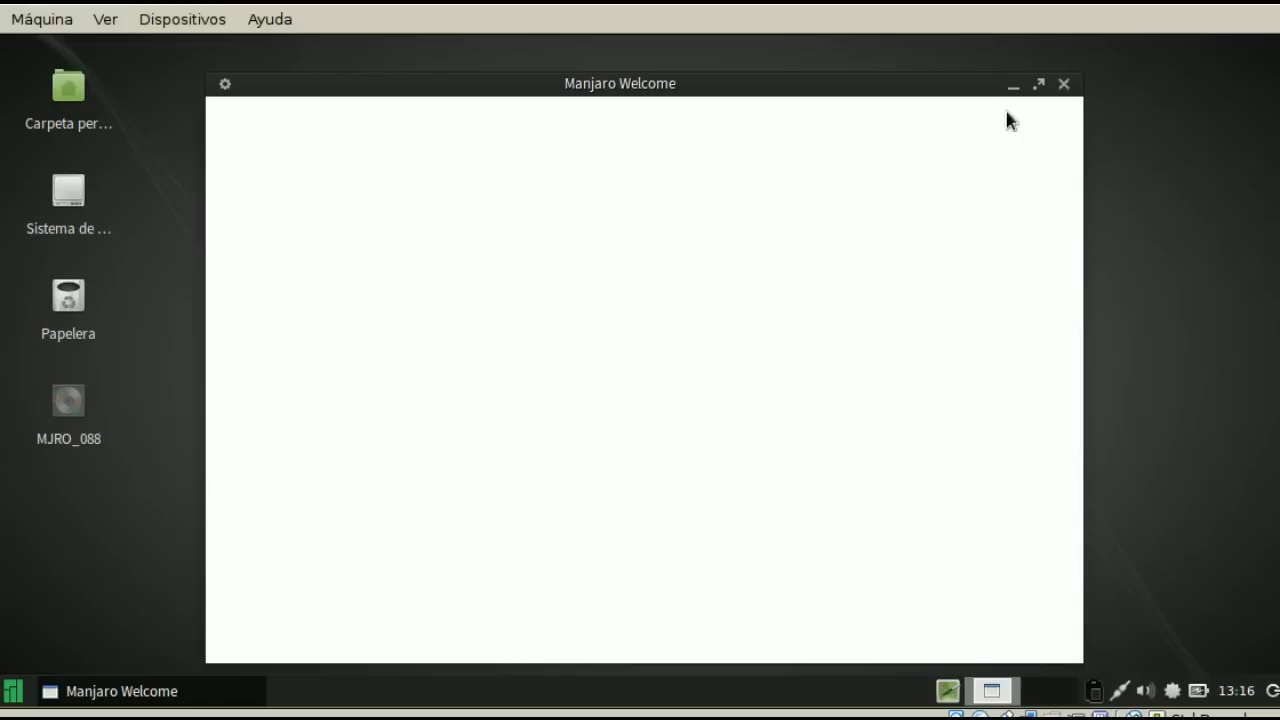 Máquina Ver Dispositivos Ayuda
Manjaro Welcome
Carpeta per...
Sistema de ...
Papelera
MJRO_088
Manjaro Welcome
13:16